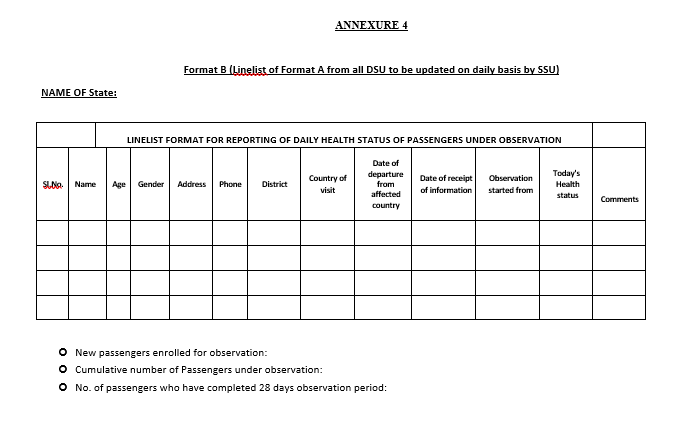 ANNEXURE 4
Format B (Linelist of Format A from all DSU to be updated on daily basis by SSU)
NAME OF State:
LINELIST FORMAT FOR REPORTING OF DAILY HEALTH STATUS OF PASSENGERS UNDER OBSERVATION
Sl.No.
Name
Age
Gender
Address
Phone
District
Country of
visit
Date of
departure
from
affected
country
Date of receipt
of information
Observation
started from
Today's
Health
status
Comments
New passengers enrolled for observation:
Cumulative number of Passengers under observation:
No. of passengers who have completed 28 days observation period: